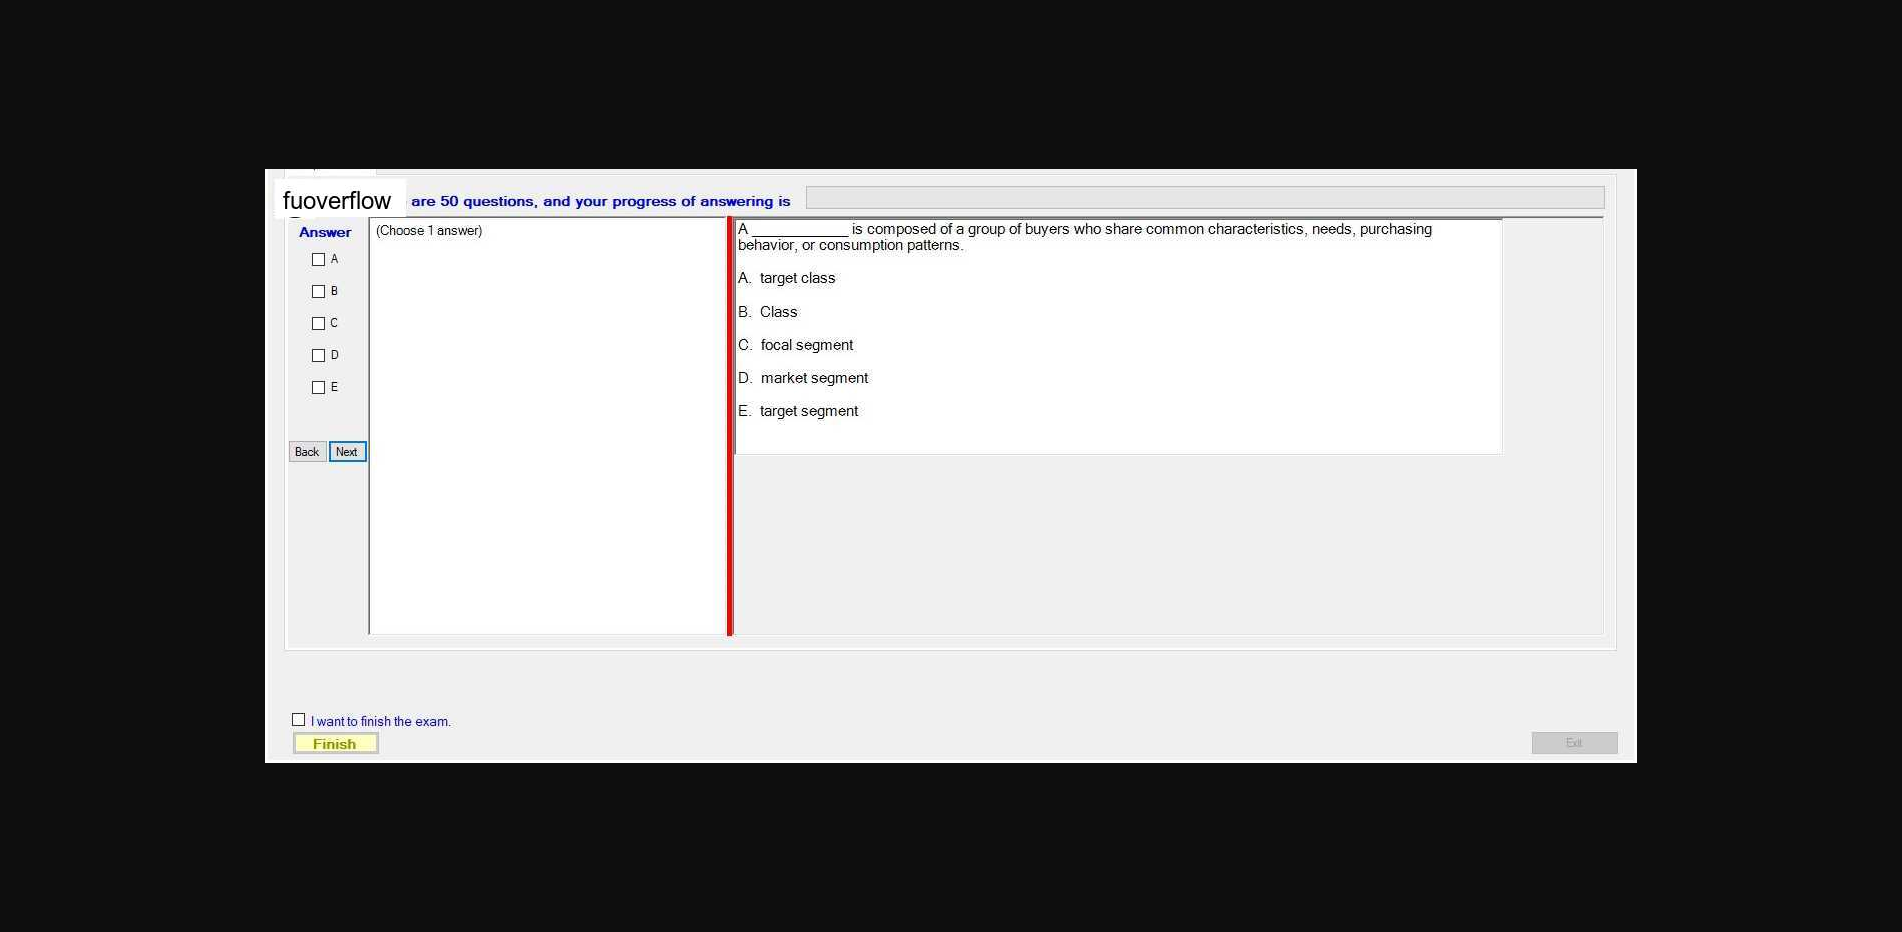 fuoverflow are 50 questions, and your progress of answering is
Answer
(Choose 1 answer)
A
B
C
D
E
Back Next
A ____________ is composed of a group of buyers who share common characteristics, needs, purchasing
behavior, or consumption patterns.
A. target class
B. Class
C. focal segment
D. market segment
E. target segment
I want to finish the exam.
Finish
Exit